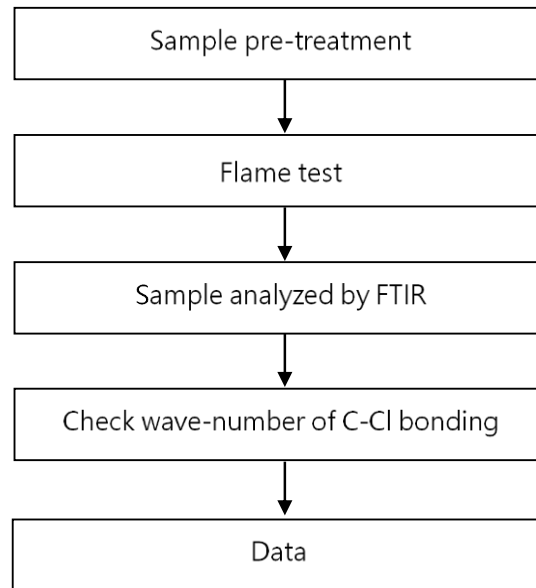 Sample pre-treatment
Flame test
Sample analyzed by FTIR
Check wave-number of C-Cl bonding
Data